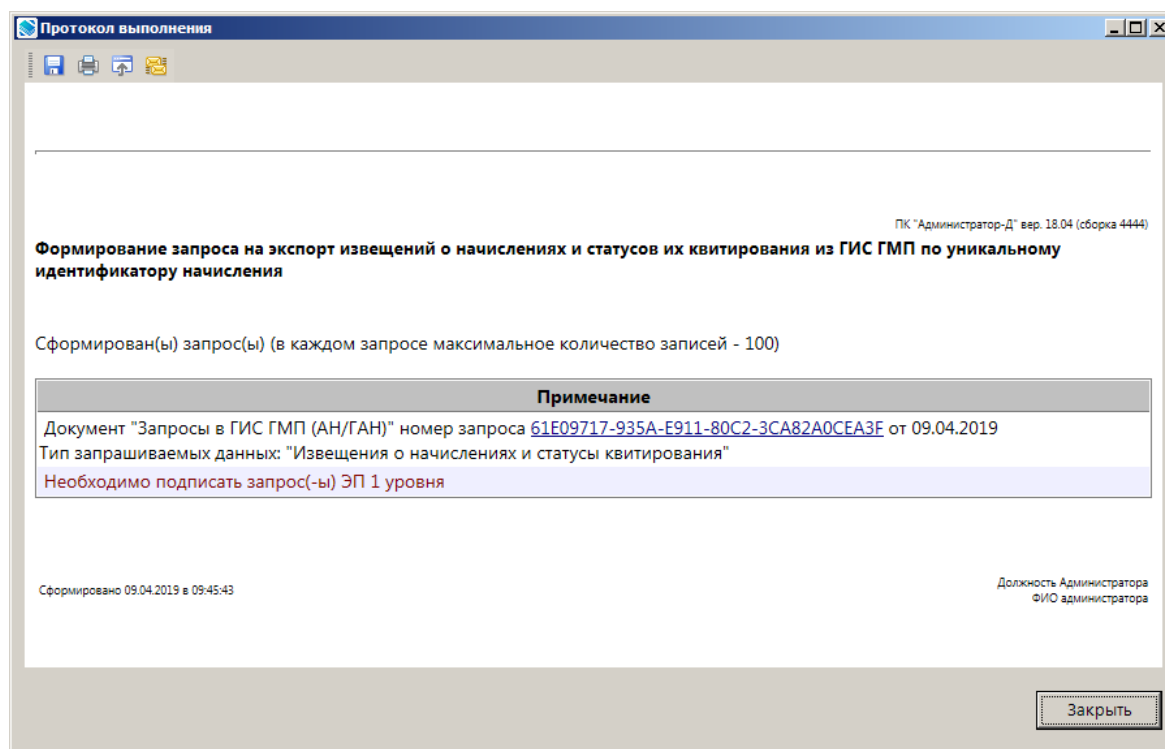 Протокол выполнения
ПК "Администратор-Д" вер. 18.04 (сборка 4444)
Формирование запроса на экспорт извещений о начислениях и статусов их квитирования из ГИС ГМП по уникальному
идентификатору начисления
Сформирован(ы) запрос(ы) (в каждом запросе максимальное количество записей - 100)
Примечание
Документ "Запросы в ГИС ГМП (АН/ГАН)" номер запроса 61E09717-935A-E911-80C2-3CA82A0CEA3F от 09.04.2019
Тип запрашиваемых данных: "Извещения о начислениях и статусы квитирования"
Необходимо подписать запрос(-ы) ЭП 1 уровня
Сформировано 09.04.2019 в 09:45:43
Должность Администратора
ФИО администратора
Закрыть